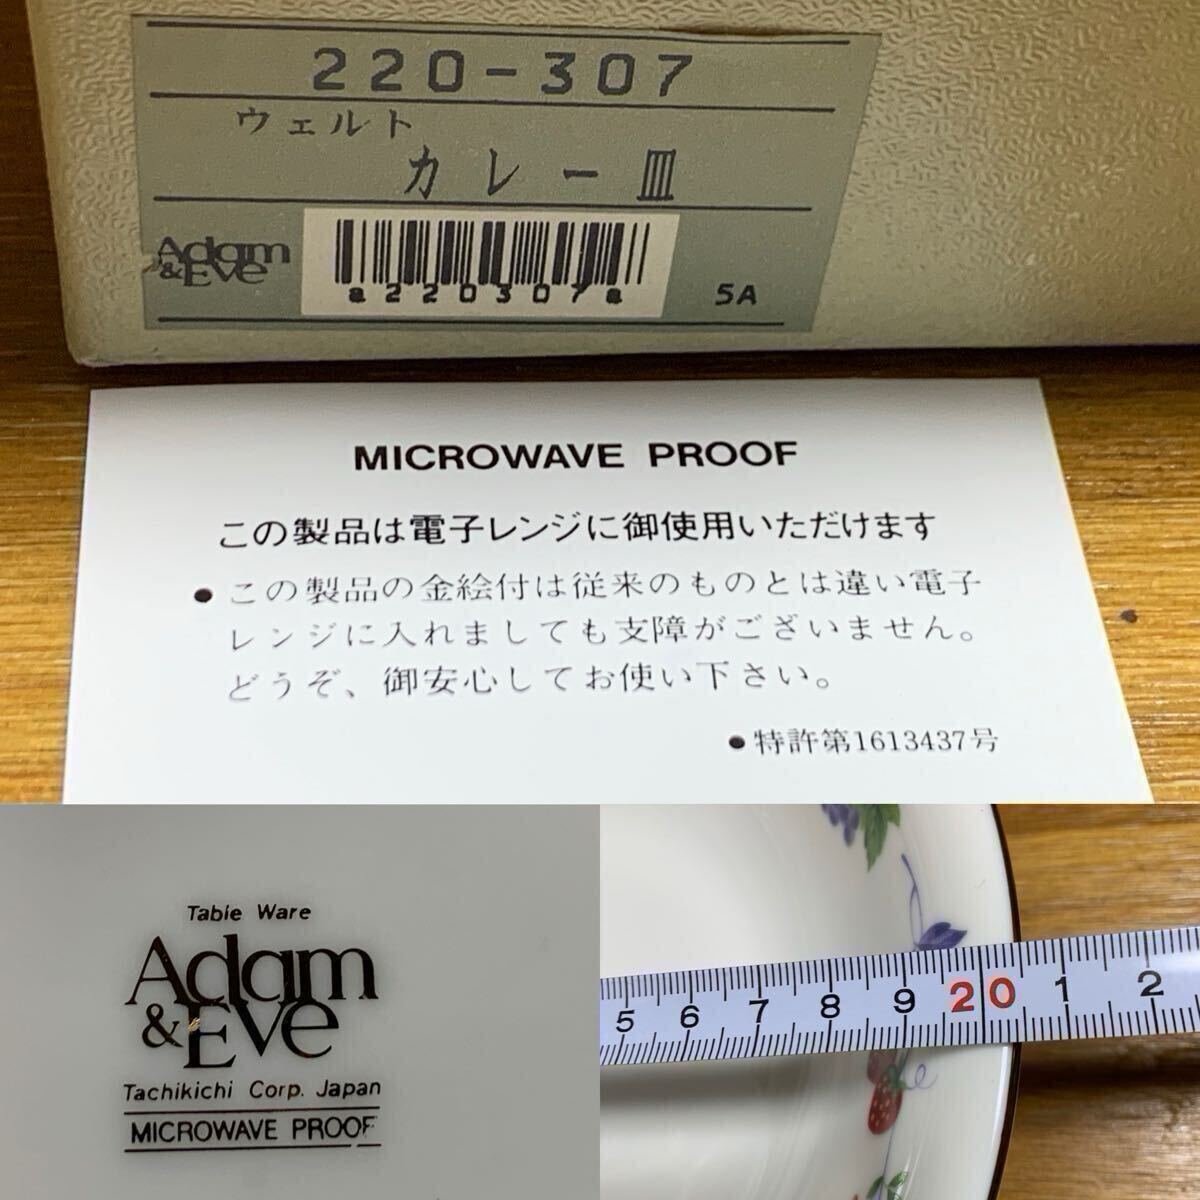 220-307
ウェルト
カレー皿
Adam
&Eve
a220307a
5A
MICROWAVE PROOF
この製品は電子レンジに御使用いただけます
●この製品の金絵付は従来のものとは違い電子
レンジに入れましても支障がございません。
どうぞ、御安心してお使い下さい。
●特許第1613437号
Table Ware
Adam
&Eve
Tachikichi Corp. Japan
MICROWAVE PROOF
5 6 7 8 9 20 1 2